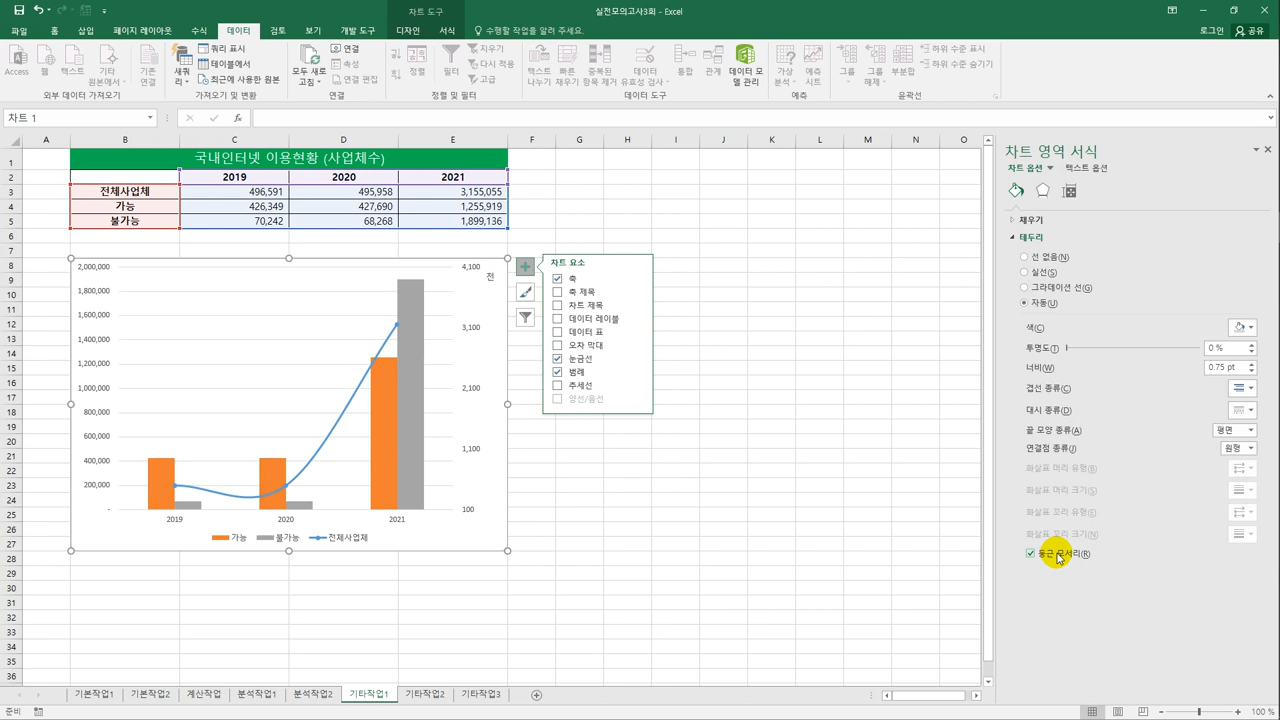 차트 도구
실전모의고사3회 - Excel
파일 홈 삽입 페이지 레이아웃 수식 데이터 검토 보기 개발 도구 디자인 서식 수행할 작업을 알려 주세요. 로그인 공유
Access 웹 텍스트 기타 원본에서 기존 연결 새쿼리 쿼리 표시 테이블에서 최근에 사용한 원본 모두 새로 고침 연결 속성 연결 편집 정렬 필터 지우기 다시 적용 고급 텍스트 나누기 빠른 채우기 중복된 항목 제거 데이터 유효성 검사 통합 관계 데이터 모델 관리 가상 분석 예측 시트 그룹 그룹 해제 부분합 하위 수준 표시 하위 수준 숨기기
외부 데이터 가져오기 가져오기 및 변환 연결 정렬 및 필터 데이터 도구 예측 윤곽선
차트 1 fx
A B C D E F G H I J K L M N O
1 국내인터넷 이용현황 (사업체수)
2 2019 2020 2021
3 전체사업체 496,591 495,958 3,155,055
4 가능 426,349 427,690 1,255,919
5 불가능 70,242 68,268 1,899,136
6
7
8
9
10
11
12
13
14
15
16
17
18
19
20
21
22
23
24
25
26
27
28
29
30
31
32
33
34
35
36
2,000,000
1,800,000
1,600,000
1,400,000
1,200,000
1,000,000
800,000
600,000
400,000
200,000
-
4,100
천
3,100
2,100
1,100
100
2019 2020 2021
가능 불가능 전체사업체
차트 요소
축
축 제목
차트 제목
데이터 레이블
데이터 표
오차 막대
눈금선
범례
추세선
양선/음선
차트 영역 서식
차트 옵션 텍스트 옵션
채우기
테두리
선 없음(N)
실선(S)
그라데이션 선(G)
자동(U)
색(C)
투명도(T) 0 %
너비(W) 0.75 pt
겹선 종류(C)
대시 종류(D)
끝 모양 종류(A) 평면
연결점 종류(J) 원형
화살표 머리 유형(B)
화살표 머리 크기(S)
화살표 꼬리 유형(E)
화살표 꼬리 크기(N)
둥근 모서리(R)
기본작업1 기본작업2 계산작업 분석작업1 분석작업2 기타작업1 기타작업2 기타작업3
준비 100 %